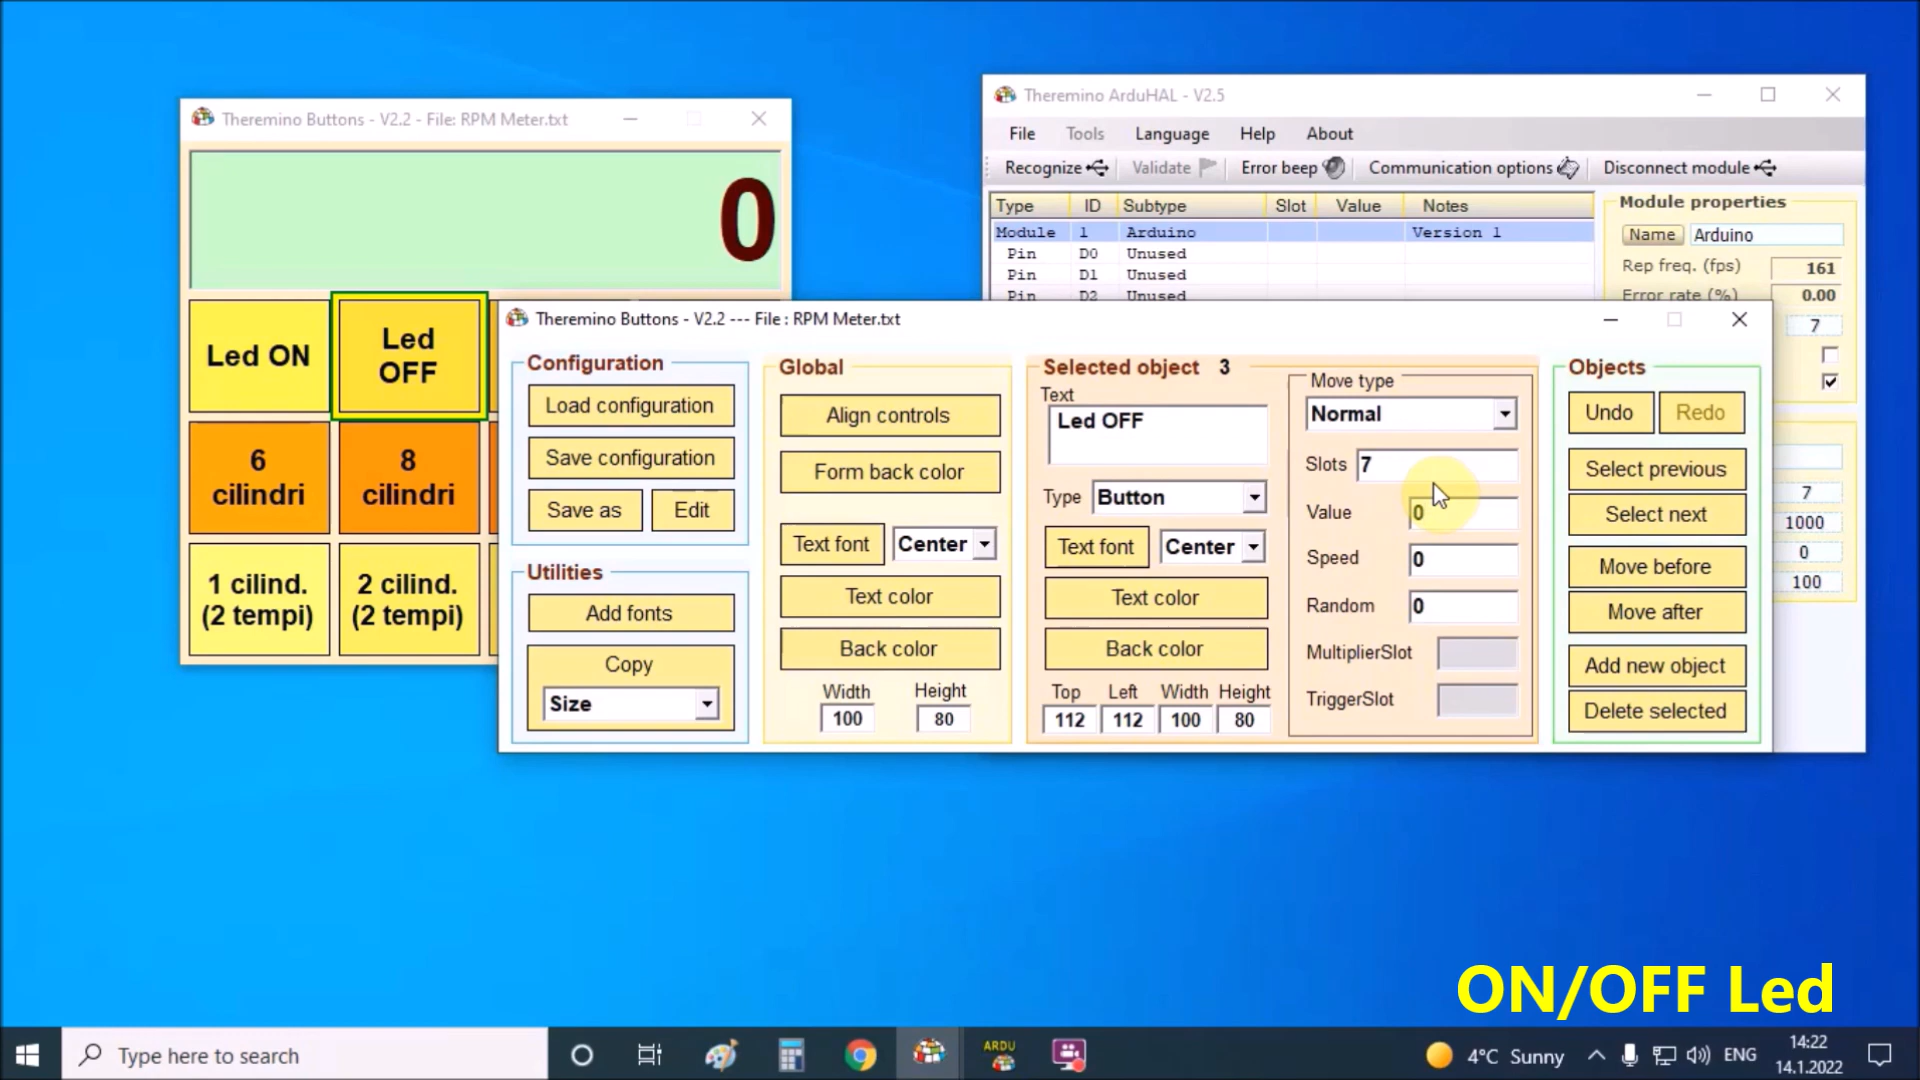 Theremino Buttons - V2.2 - File: RPM Meter.txt
0
Led ON
Led
OFF
6
cilindri
8
cilindri
1 cilind.
(2 tempi)
2 cilind.
(2 tempi)
Theremino ArduHAL - V2.5
File Tools Language Help About
Recognize Validate Error beep Communication options Disconnect module
Type ID Subtype Slot Value Notes
Module 1 Arduino Version 1
Pin D0 Unused
Pin D1 Unused
Pin D2 Unused
Module properties
Name Arduino
Rep freq. (fps) 161
Error rate (%) 0.00
7
7
1000
0
100
Theremino Buttons - V2.2 --- File : RPM Meter.txt
Configuration
Load configuration
Save configuration
Save as Edit
Utilities
Add fonts
Copy
Size
Global
Align controls
Form back color
Text font Center
Text color
Back color
Width Height
100 80
Selected object 3
Text
Led OFF
Type Button
Text font Center
Text color
Back color
Top Left Width Height
112 112 100 80
Move type
Normal
Slots 7
Value 0
Speed 0
Random 0
MultiplierSlot
TriggerSlot
Objects
Undo Redo
Select previous
Select next
Move before
Move after
Add new object
Delete selected
ON/OFF Led
Type here to search
ARDU
4°C Sunny
ENG
14:22
14.1.2022